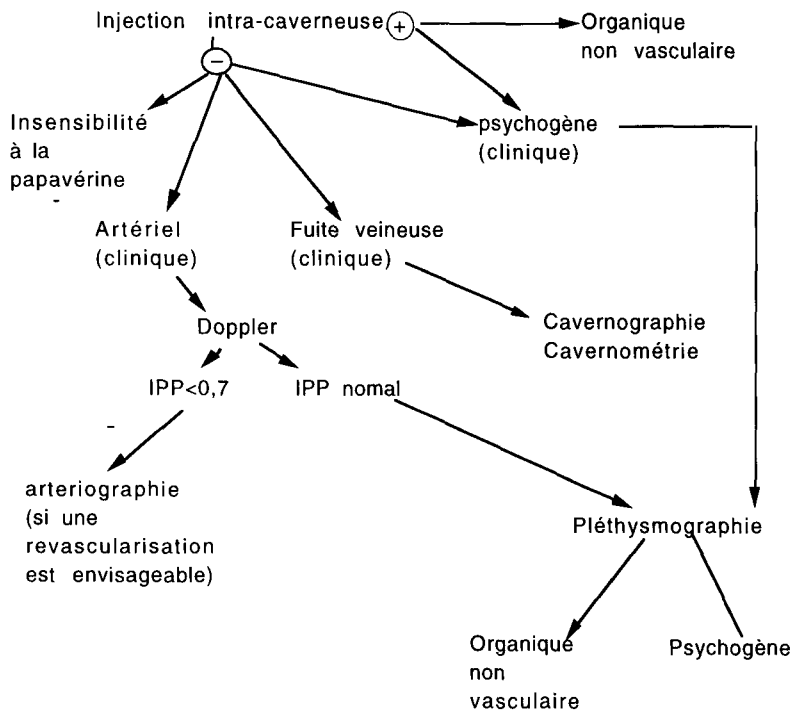 Injection intra-caverneuse +
Organique
non vasculaire
−
Insensibilité
à la
papavérine
psychogène
(clinique)
Artériel
(clinique)
Fuite veineuse
(clinique)
Doppler
Cavernographie
Cavernométrie
IPP<0,7
IPP nomal
arteriographie
(si une
revascularisation
est envisageable)
Pléthysmographie
Organique
non
vasculaire
Psychogène